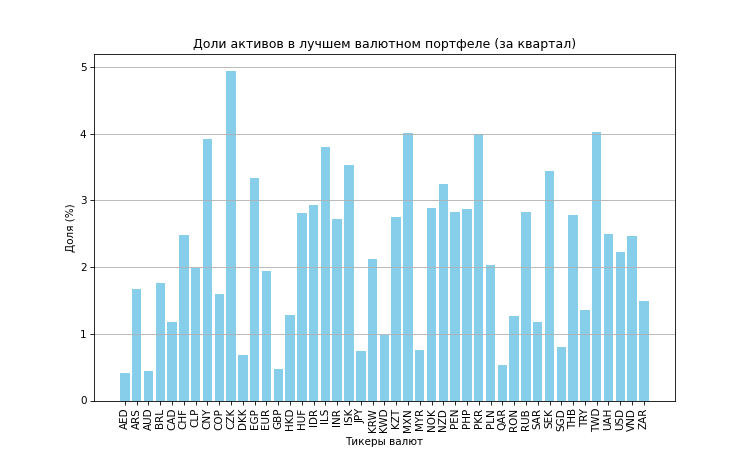 Доли активов в лучшем валютном портфеле (за квартал)
Доля (%)
5
4
3
2
1
0
AED ARS AUD BRL CAD CHF CLP CNY COP CZK DKK EGP EUR GBP HKD HUF IDR ILS INR ISK JPY KRW KWD KZT MXN MYR NOK NZD PEN PHP PKR PLN QAR RON RUB SAR SEK SGD THB TRY TWD UAH USD VND ZAR
Тикеры валют